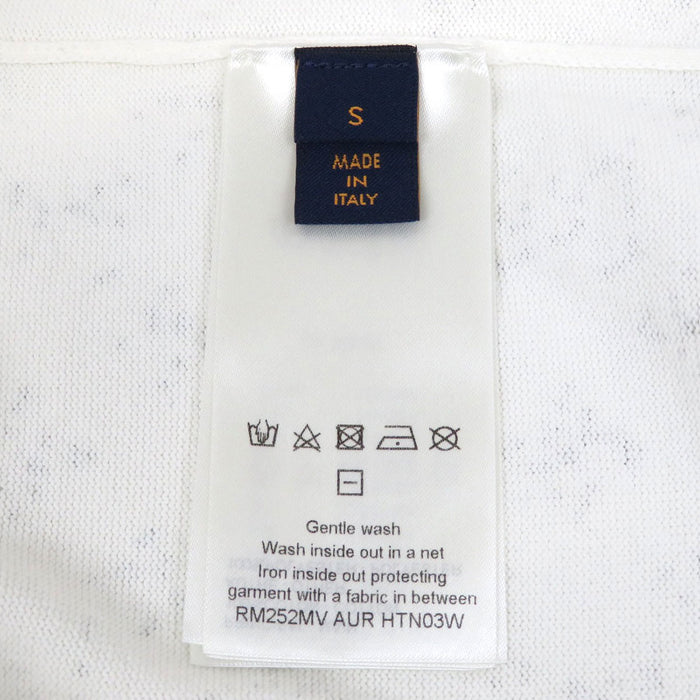 S
MADE
IN
ITALY
Gentle wash
Wash inside out in a net
Iron inside out protecting
garment with a fabric in between
RM252MV AUR HTN03W